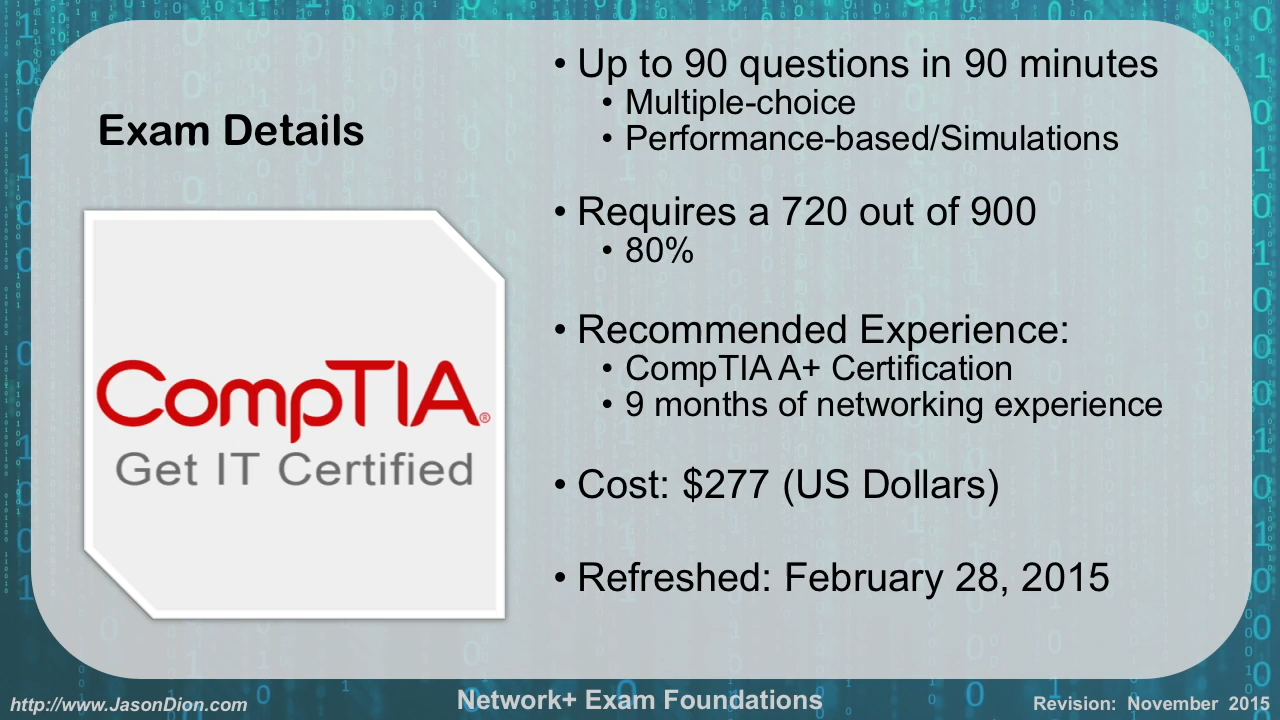 Exam Details
CompTIA®
Get IT Certified
• Up to 90 questions in 90 minutes
• Multiple-choice
• Performance-based/Simulations
• Requires a 720 out of 900
• 80%
• Recommended Experience:
• CompTIA A+ Certification
• 9 months of networking experience
• Cost: $277 (US Dollars)
• Refreshed: February 28, 2015
http://www.JasonDion.com
Network+ Exam Foundations
Revision: November 2015